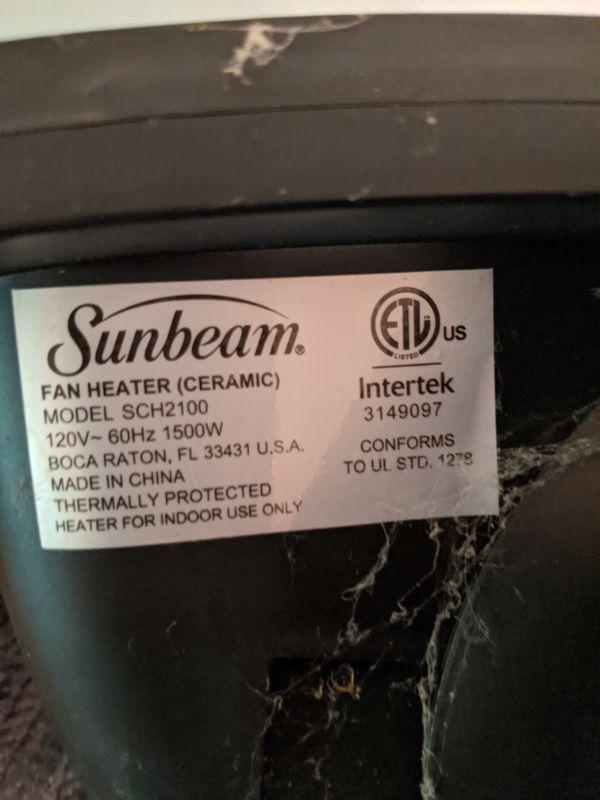 Sunbeam®
FAN HEATER (CERAMIC)
MODEL SCH2100
120V~ 60Hz 1500W
BOCA RATON, FL 33431 U.S.A.
MADE IN CHINA
THERMALLY PROTECTED
HEATER FOR INDOOR USE ONLY
ETL US
LISTED
Intertek
3149097
CONFORMS
TO UL STD. 1278